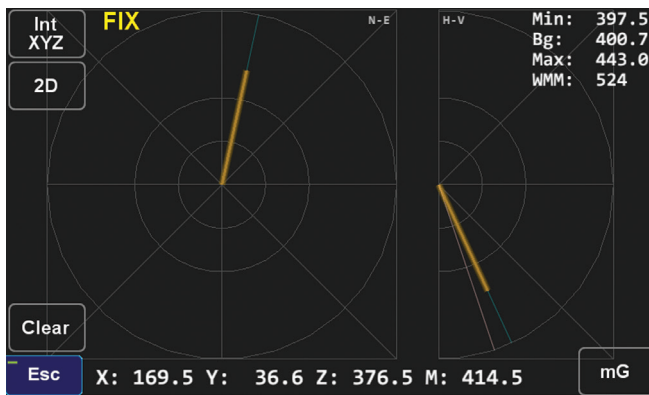 Int
XYZ
FIX
N-E
H-V
Min: 397.5
Bg: 400.7
Max: 443.0
WMM: 524
2D
Clear
Esc
X: 169.5 Y: 36.6 Z: 376.5 M: 414.5
mG